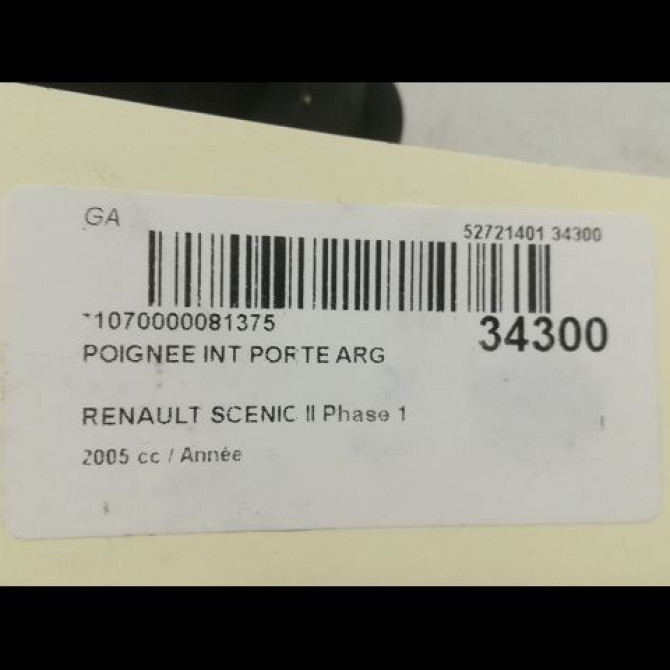 GA
52721401 34300
*1070000081375
34300
POIGNEE INT PORTE ARG
RENAULT SCENIC II Phase 1
2005 cc / Année